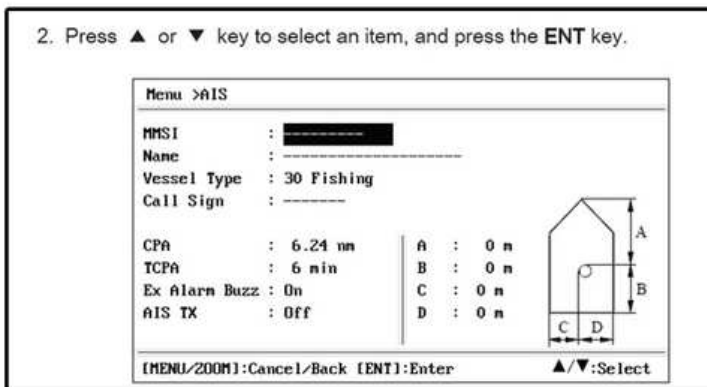 2. Press ▲ or ▼ key to select an item, and press the ENT key.
Menu >AIS
MMSI : ---------
Name : --------------------
Vessel Type : 30 Fishing
Call Sign : -------
CPA : 6.24 nm
TCPA : 6 min
Ex Alarm Buzz : On
AIS TX : Off
A : 0 m
B : 0 m
C : 0 m
D : 0 m
A
B
C D
[MENU/ZOOM]:Cancel/Back [ENT]:Enter ▲/▼:Select